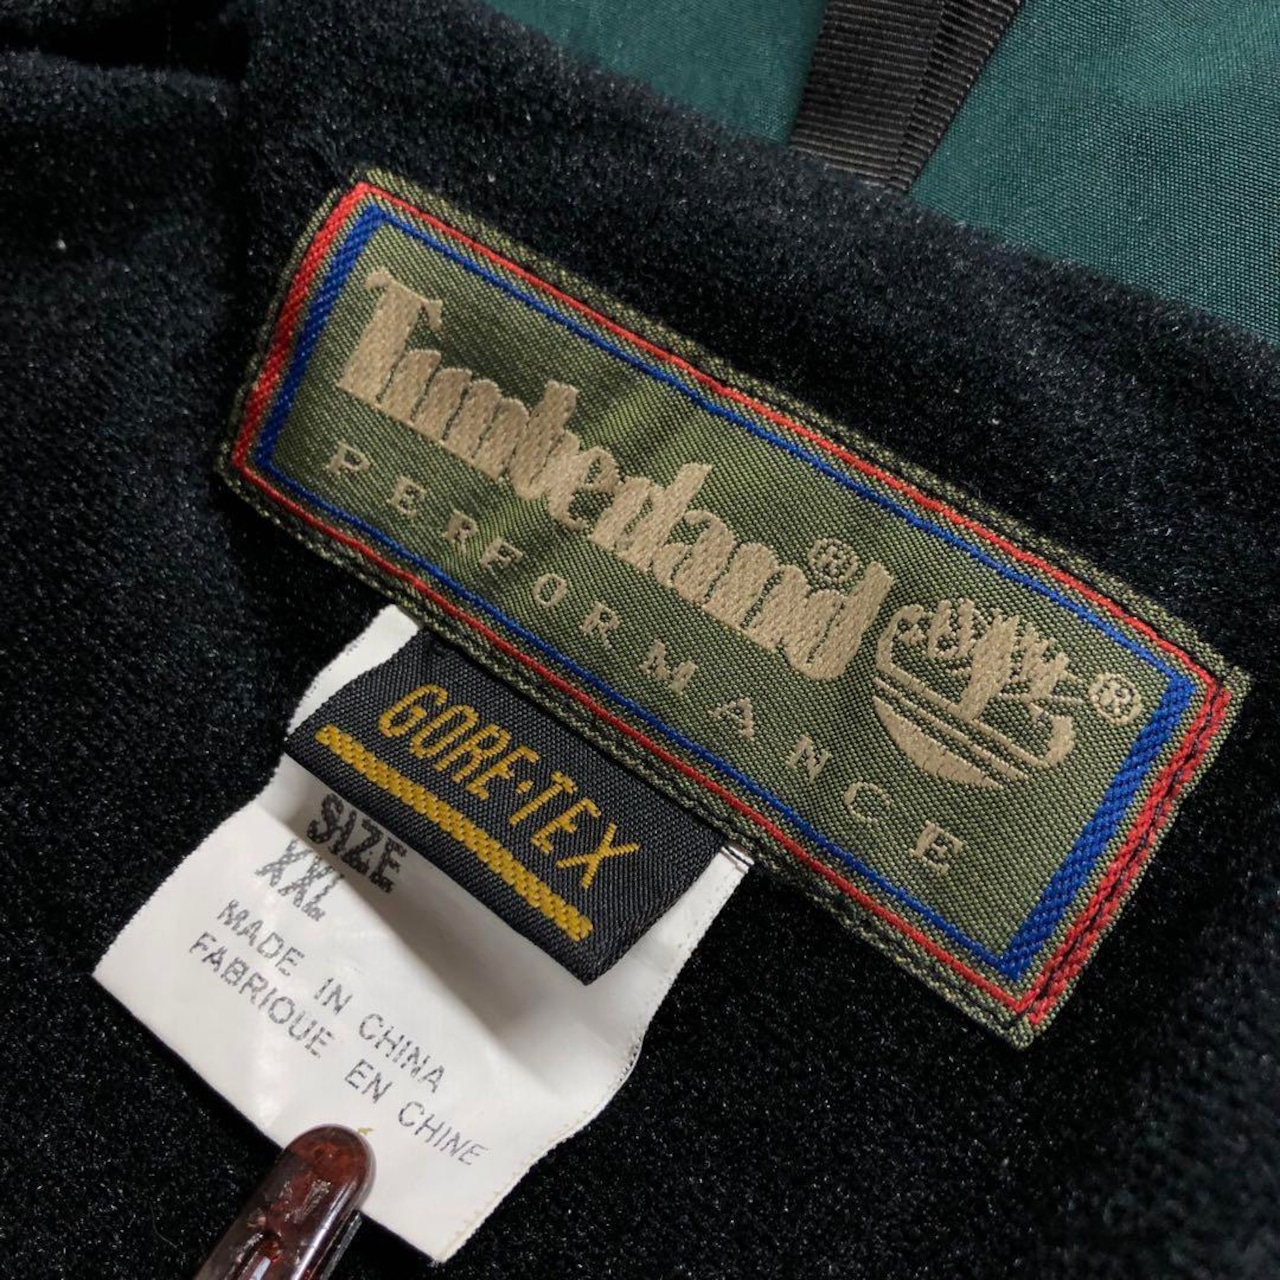 Timberland®
®
PERFORMANCE
GORE-TEX
SIZE
XXL
MADE IN CHINA
FABRIQUE EN CHINE